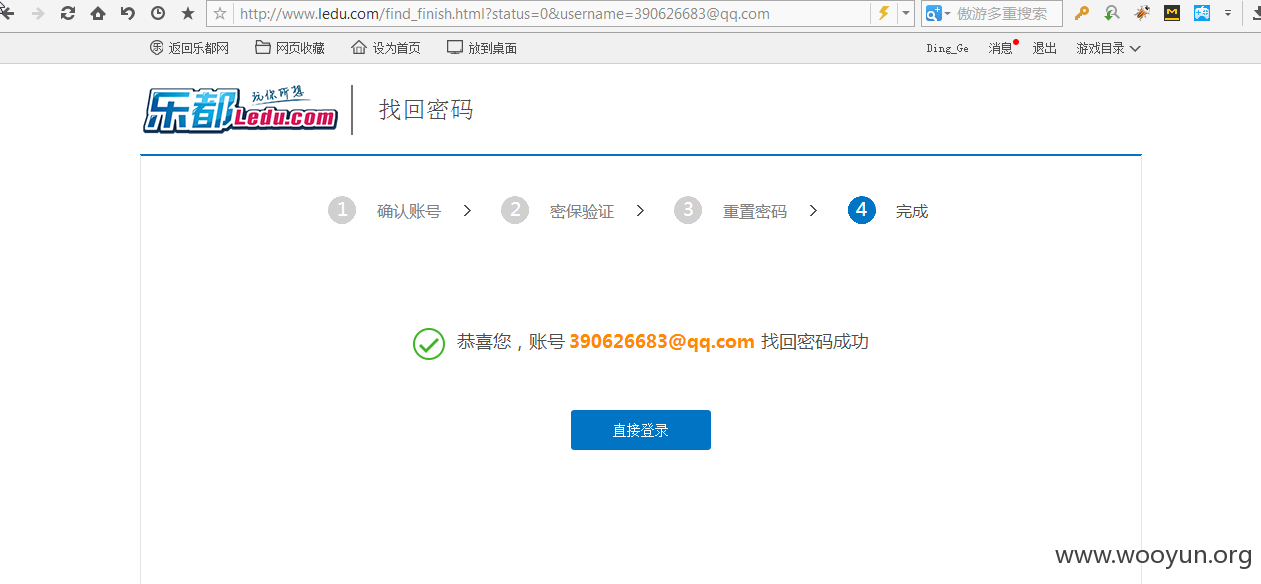 http://www.ledu.com/find_finish.html?status=0&username=390626683@qq.com 傲游多重搜索
返回乐都网 网页收藏 设为首页 放到桌面 Ding_Ge 消息 退出 游戏目录
乐都 玩你所想 Ledu.com 找回密码
1 确认账号 2 密保验证 3 重置密码 4 完成
恭喜您，账号 390626683@qq.com 找回密码成功
直接登录
www.wooyun.org